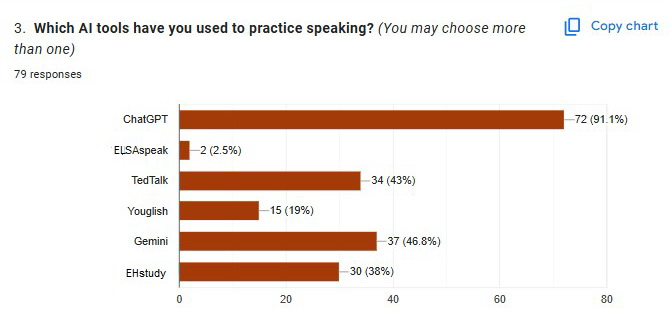 3. Which AI tools have you used to practice speaking? (You may choose more
than one)
Copy chart
79 responses
ChatGPT
72 (91.1%)
ELSAspeak
2 (2.5%)
TedTalk
34 (43%)
Youglish
15 (19%)
Gemini
37 (46.8%)
EHstudy
30 (38%)
0 20 40 60 80